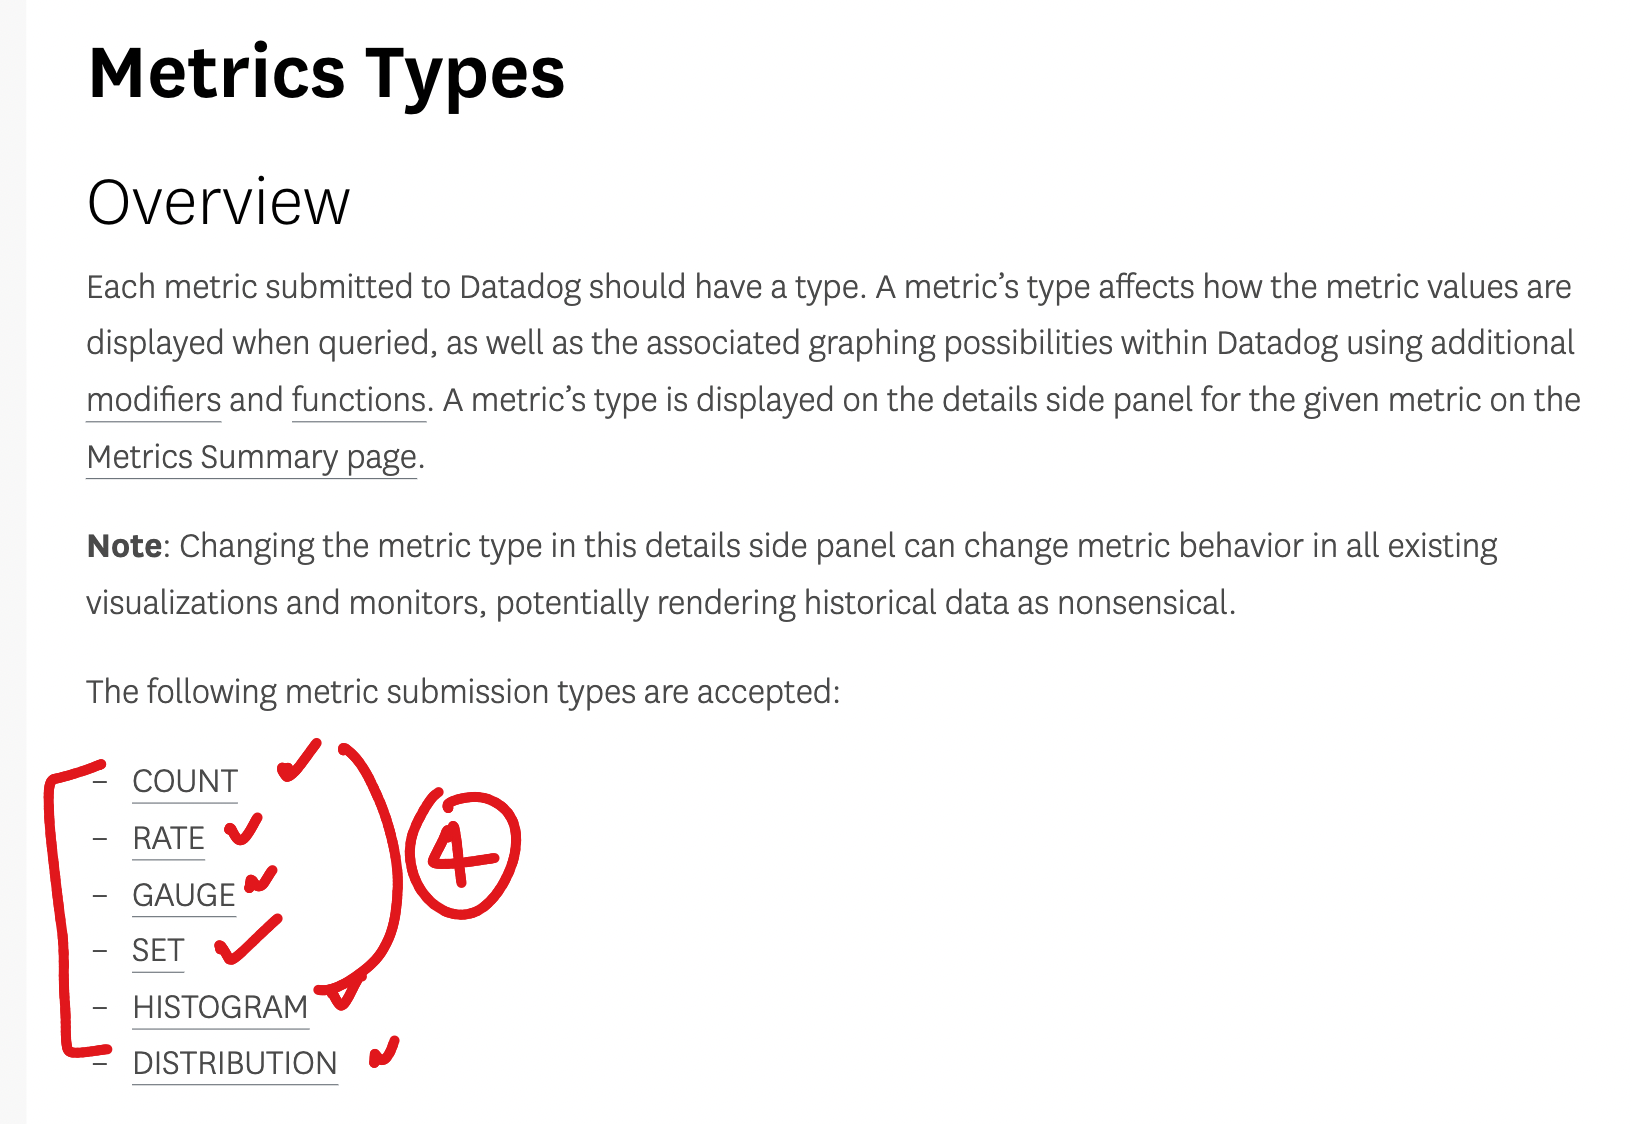 Metrics Types
Overview
Each metric submitted to Datadog should have a type. A metric’s type affects how the metric values are
displayed when queried, as well as the associated graphing possibilities within Datadog using additional
modifiers and functions. A metric’s type is displayed on the details side panel for the given metric on the
Metrics Summary page.
Note: Changing the metric type in this details side panel can change metric behavior in all existing
visualizations and monitors, potentially rendering historical data as nonsensical.
The following metric submission types are accepted:
– COUNT
– RATE
– GAUGE
– SET
– HISTOGRAM
– DISTRIBUTION
4